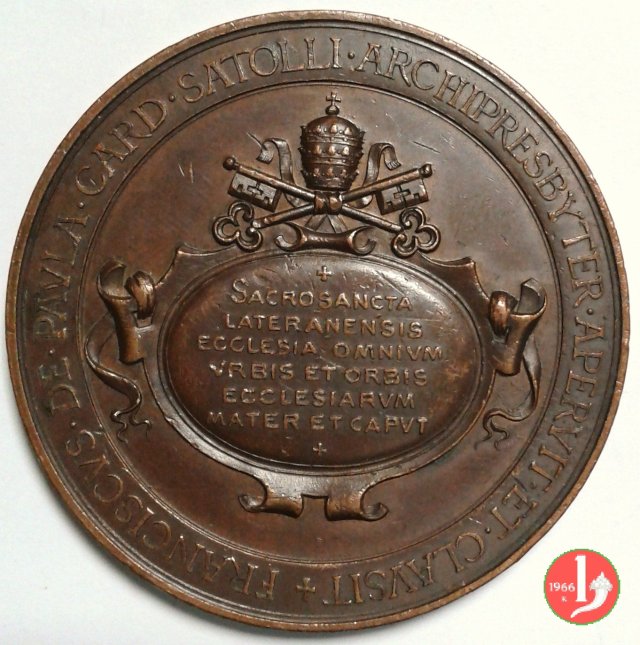 + FRANCISCVS · DE · PAVLA · CARD · SATOLLI · ARCHIPRESBYTER · APERVIT · ET · CLAVSIT
+
SACROSANCTA
LATERANENSIS
ECCLESIA OMNIVM
VRBIS ET ORBIS
ECCLESIARVM
MATER ET CAPVT
+
1966
K